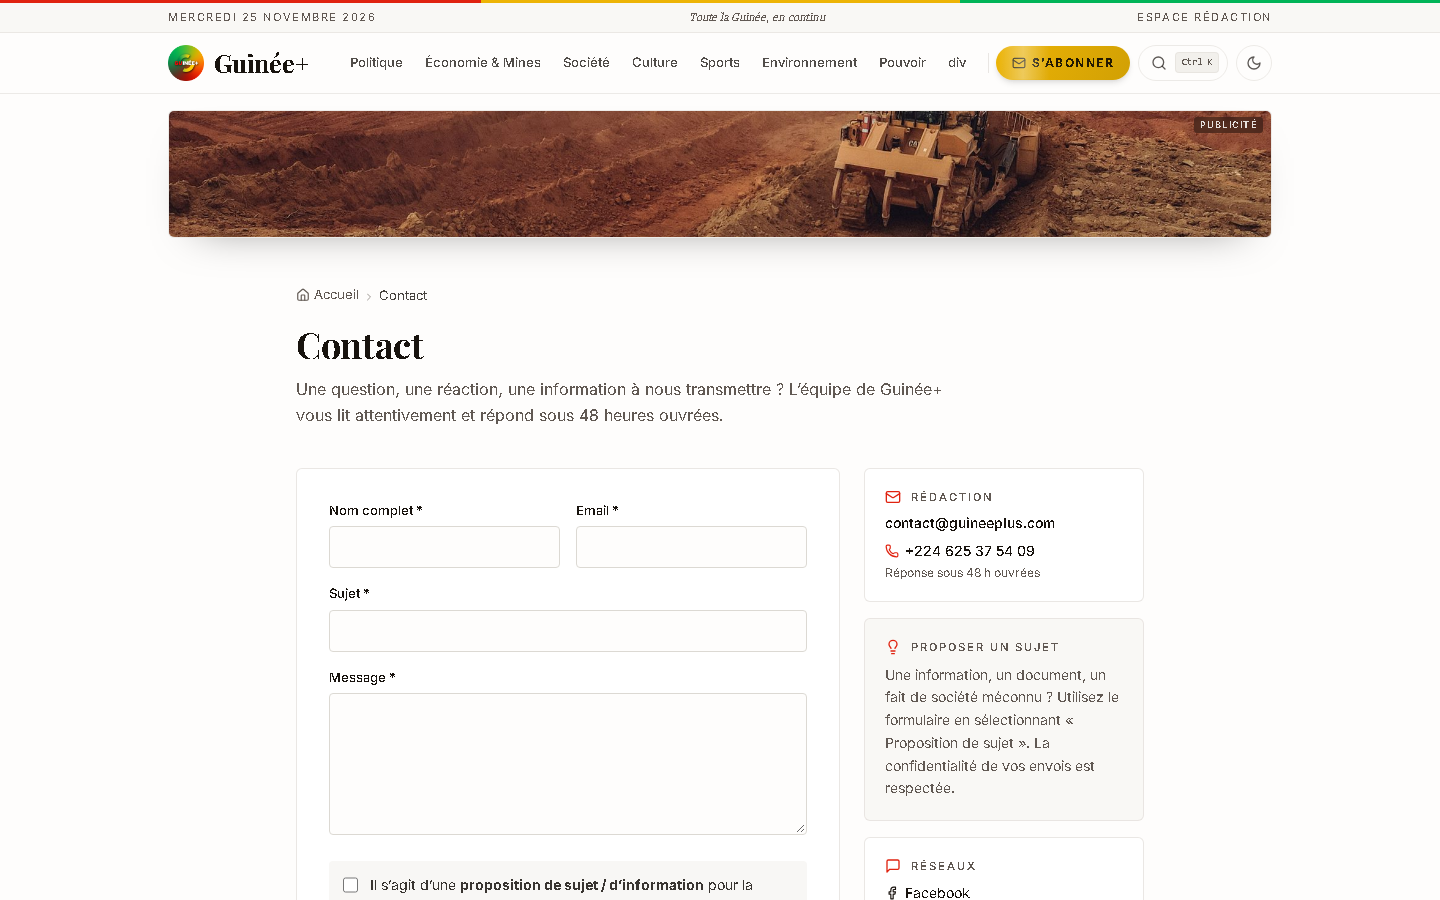 MERCREDI 25 NOVEMBRE 2026
Toute la Guinée, en continu
ESPACE RÉDACTION
Guinée+
Politique
Économie & Mines
Société
Culture
Sports
Environnement
Pouvoir
div
S'ABONNER
Ctrl K
PUBLICITÉ
Accueil
Contact
Contact
Une question, une réaction, une information à nous transmettre ? L’équipe de Guinée+
vous lit attentivement et répond sous 48 heures ouvrées.
Nom complet *
Email *
Sujet *
Message *
Il s’agit d’une proposition de sujet / d’information pour la
RÉDACTION
contact@guineeplus.com
+224 625 37 54 09
Réponse sous 48 h ouvrées
PROPOSER UN SUJET
Une information, un document, un
fait de société méconnu ? Utilisez le
formulaire en sélectionnant «
Proposition de sujet ». La
confidentialité de vos envois est
respectée.
RÉSEAUX
Facebook